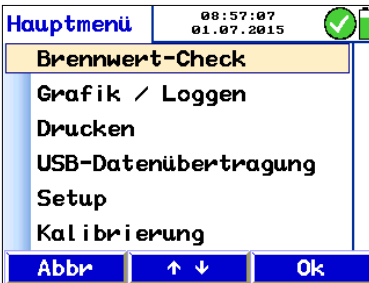 Hauptmenü
08:57:07
01.07.2015
Brennwert-Check
Grafik / Loggen
Drucken
USB-Datenübertragung
Setup
Kalibrierung
Abbr ↑ ↓ Ok